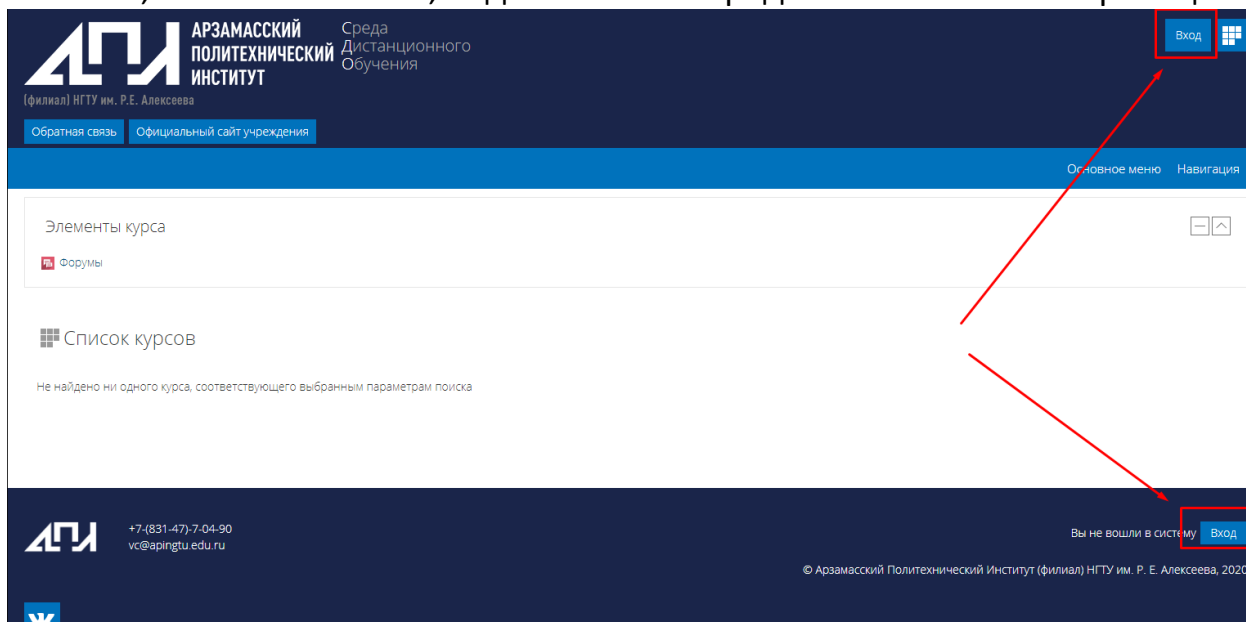 АРЗАМАССКИЙ
ПОЛИТЕХНИЧЕСКИЙ
ИНСТИТУТ
Среда
Дистанционного
Обучения
Вход
АПИ
(филиал) НГТУ им. Р.Е. Алексеева
Обратная связь Официальный сайт учреждения
Основное меню Навигация
Элементы курса
Форумы
Список курсов
Не найдено ни одного курса, соответствующего выбранным параметрам поиска
АПИ
+7-(831-47)-7-04-90
vc@apingtu.edu.ru
Вы не вошли в систему Вход
© Арзамасский Политехнический Институт (филиал) НГТУ им. Р. Е. Алексеева, 2020